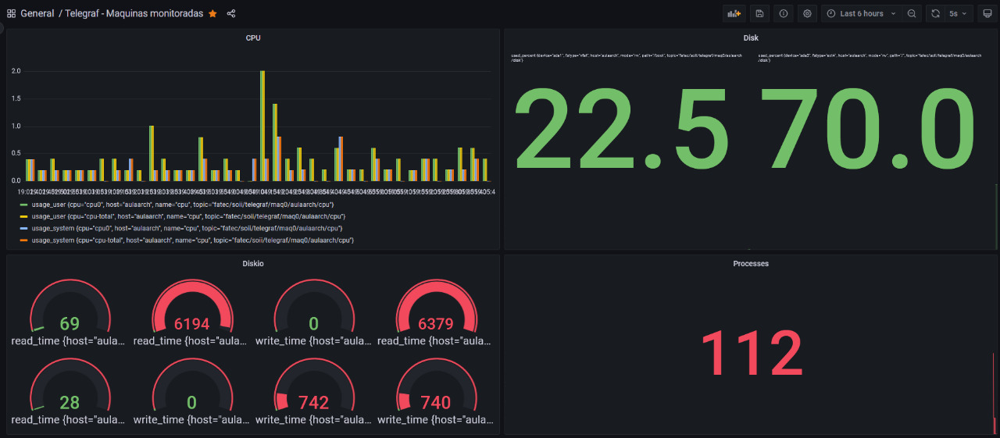 General / Telegraf - Maquinas monitoradas
Last 6 hours
5s
CPU
2.0
1.5
1.0
0.5
0.0
usage_user {cpu="cpu0", host="aulaarch", name="cpu", topic="fatec/soii/telegraf/maq0/aulaarch/cpu"}
usage_user {cpu="cpu-total", host="aulaarch", name="cpu", topic="fatec/soii/telegraf/maq0/aulaarch/cpu"}
usage_system {cpu="cpu0", host="aulaarch", name="cpu", topic="fatec/soii/telegraf/maq0/aulaarch/cpu"}
usage_system {cpu="cpu-total", host="aulaarch", name="cpu", topic="fatec/soii/telegraf/maq0/aulaarch/cpu"}
Disk
used_percent {device="sda1", fstype="vfat", host="aulaarch", mode="rw", path="/boot", topic="fatec/soii/telegraf/maq0/aulaarch
/disk"}
22.5
used_percent {device="sda3", fstype="ext4", host="aulaarch", mode="rw", path="/", topic="fatec/soii/telegraf/maq0/aulaarch
/disk"}
70.0
Diskio
69
read_time {host="aula...
6194
read_time {host="aula...
0
write_time {host="aula...
6379
read_time {host="aula...
28
read_time {host="aula...
0
write_time {host="aula...
742
write_time {host="aula...
740
write_time {host="aula...
Processes
112